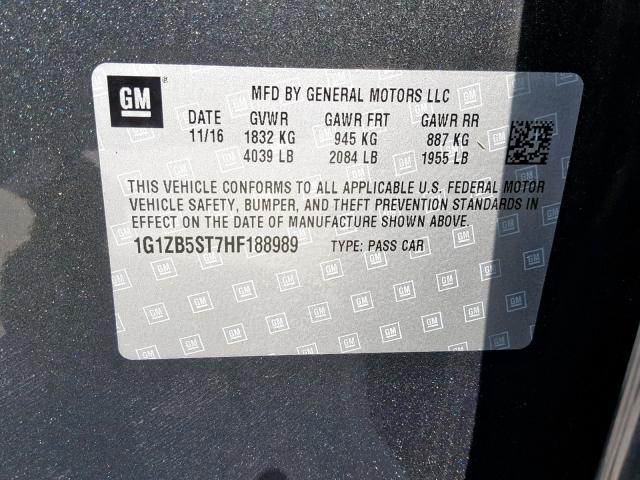 GM ®
MFD BY GENERAL MOTORS LLC
DATE GVWR GAWR FRT GAWR RR
11/16 1832 KG 945 KG 887 KG
4039 LB 2084 LB 1955 LB
THIS VEHICLE CONFORMS TO ALL APPLICABLE U.S. FEDERAL MOTOR
VEHICLE SAFETY, BUMPER, AND THEFT PREVENTION STANDARDS IN
EFFECT ON THE DATE OF MANUFACTURE SHOWN ABOVE.
1G1ZB5ST7HF188989 TYPE: PASS CAR